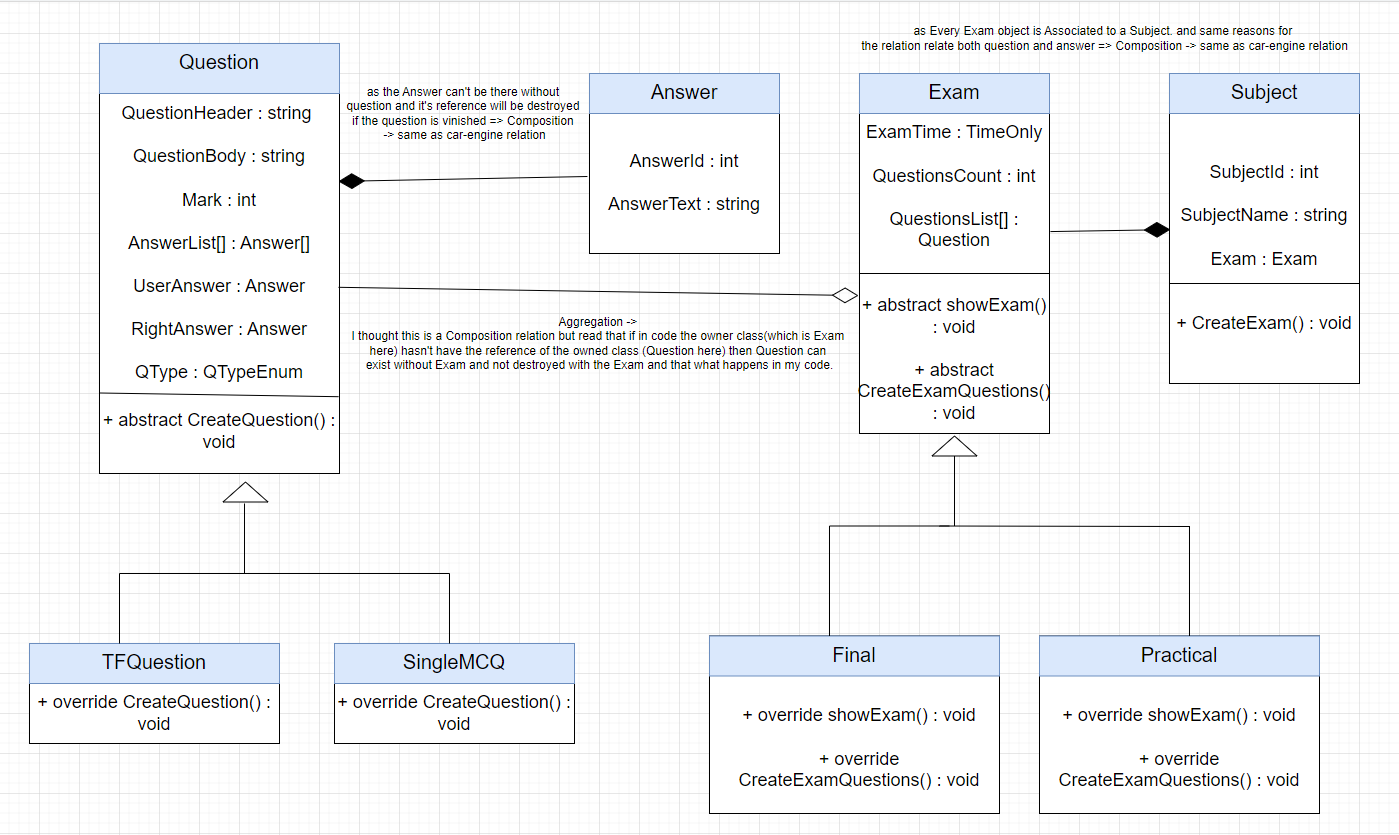 as Every Exam object is Associated to a Subject. and same reasons for
the relation relate both question and answer => Composition -> same as car-engine relation
Question
QuestionHeader : string
QuestionBody : string
Mark : int
AnswerList[] : Answer[]
UserAnswer : Answer
RightAnswer : Answer
QType : QTypeEnum
+ abstract CreateQuestion() :
void
as the Answer can't be there without
question and it's reference will be destroyed
if the question is vinished => Composition
-> same as car-engine relation
Answer
AnswerId : int
AnswerText : string
Exam
ExamTime : TimeOnly
QuestionsCount : int
QuestionsList[] :
Question
+ abstract showExam()
: void
+ abstract
CreateExamQuestions()
: void
Subject
SubjectId : int
SubjectName : string
Exam : Exam
+ CreateExam() : void
Aggregation ->
I thought this is a Composition relation but read that if in code the owner class(which is Exam
here) hasn't have the reference of the owned class (Question here) then Question can
exist without Exam and not destroyed with the Exam and that what happens in my code.
TFQuestion
+ override CreateQuestion() :
void
SingleMCQ
+ override CreateQuestion() :
void
Final
+ override showExam() : void
+ override
CreateExamQuestions() : void
Practical
+ override showExam() : void
+ override
CreateExamQuestions() : void